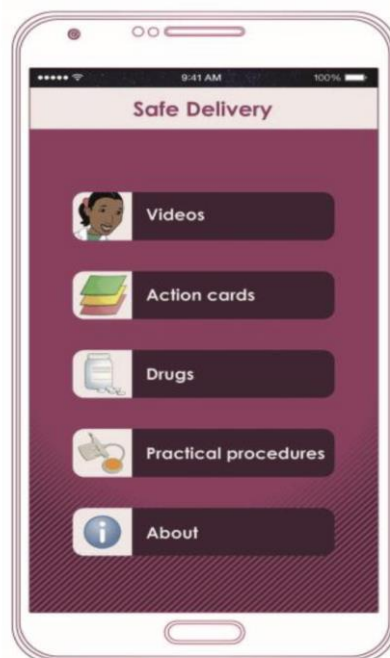 9:41 AM 100%
Safe Delivery
Videos
Action cards
Drugs
Practical procedures
About